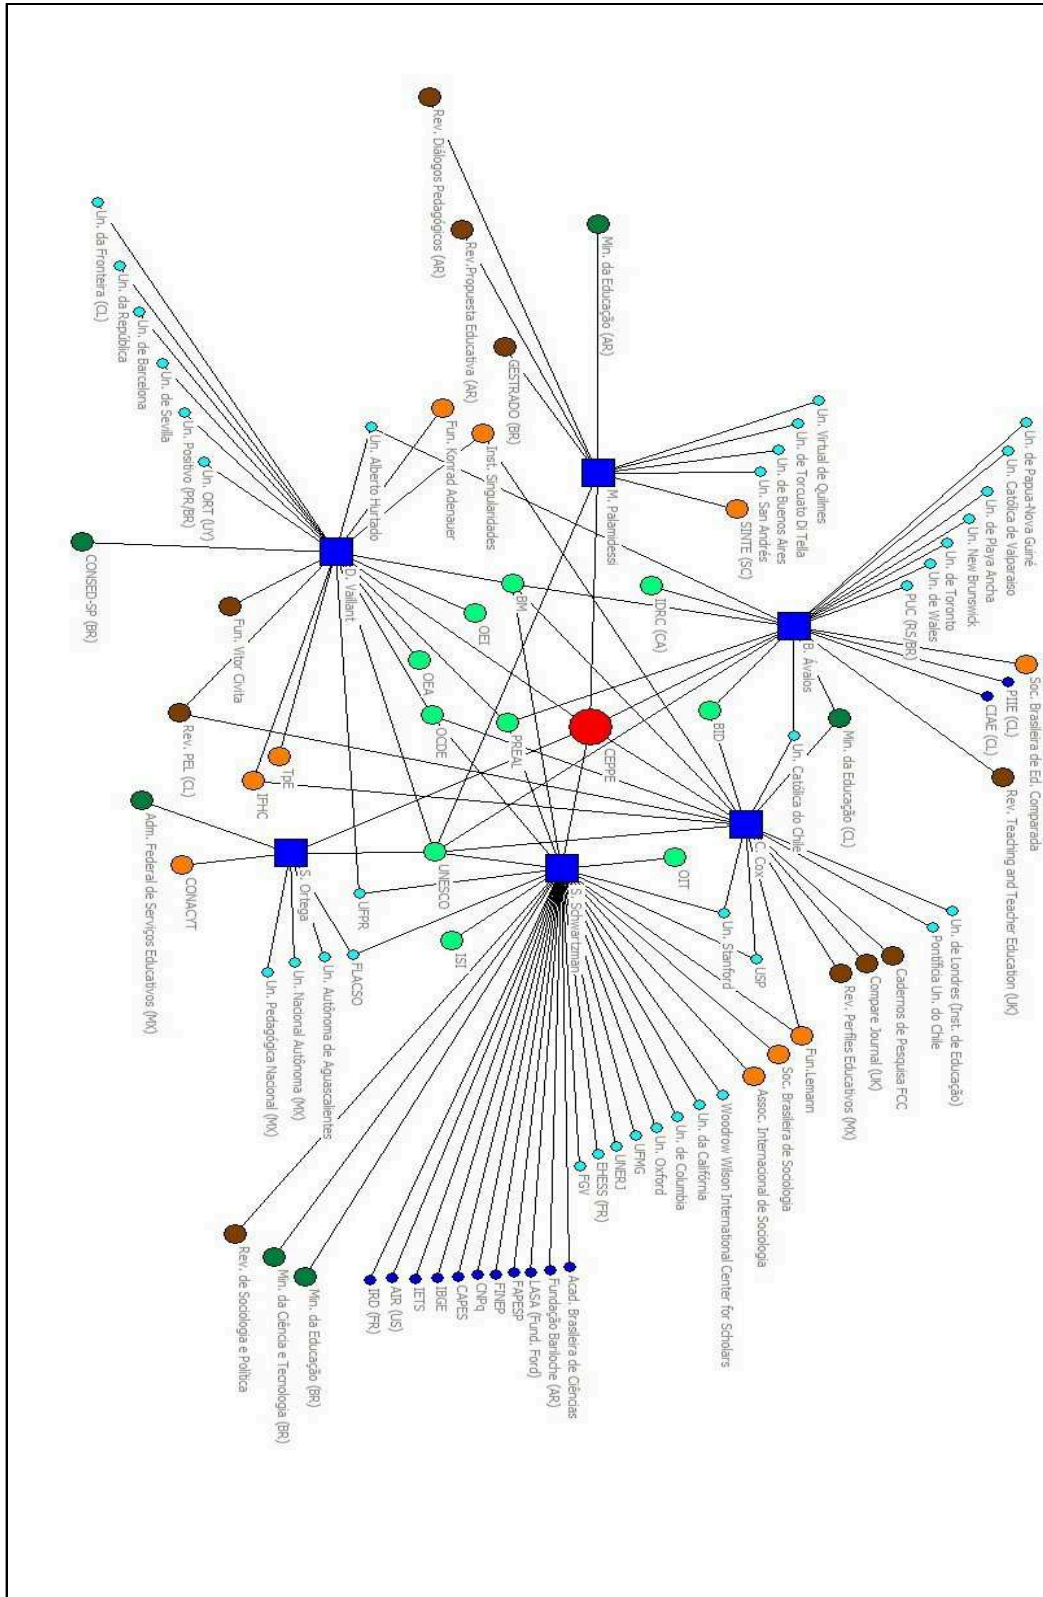 Un. de Papua-Nova Guiné
Soc. Brasileira de Ed. Comparada
Un. Católica de Valparaiso
PIIE (CL)
Rev. Teaching and Teacher Education (UK)
Un. de Playa Ancha
CIAE (CL)
Un. New Brunswick
Un. de Toronto
Un. de Londres (Inst. de Educação)
Un. de Wales
Pontifícia Un. do Chile
PUC (RS/BR)
Cadernos de Pesquisa FCC
Compare Journal (UK)
Min. da Educação (CL)
Rev. Perfiles Educativos (MX)
Un. Virtual de Quilmes
B. Ávalos
Fun.Lemann
Un. de Torcuato Di Tella
Un. Católica do Chile
Soc. Brasileira de Sociologia
Un. de Buenos Aires
C. Cox
USP
Assoc. Internacional de Sociologia
Un. San Andrés
SINTE (SC)
BID
Un. Stanford
Woodrow Wilson International Center for Scholars
Un. da Califórnia
OIT
Un. de Columbia
IDRC (CA)
Un. Oxford
UFMG
UNERJ
M. Palamidessi
CEPPE
EHESS (FR)
Min. da Educação (AR)
FGV
S. Schwartzman
Acad. Brasileira de Ciências
Fundação Bariloche (AR)
LASA (Fund. Ford)
BM
PREAL
FAPESP
GESTRADO (BR)
FINEP
Inst. Singularidades
OEI
CNPq
Rev.Propuesta Educativa (AR)
ISI
CAPES
Fun. Konrad Adenauer
UNESCO
IBGE
Rev. Diálogos Pedagógicos (AR)
OCDE
OEA
IETS
AIR (US)
Un. Alberto Hurtado
UFPR
IRD (FR)
D. Vaillant
FLACSO
Un. Autônoma de Aguascalientes
Min. da Educação (BR)
S. Ortega
Un. Nacional Autônoma (MX)
TpE
Min. da Ciência e Tecnologia (BR)
Un. Pedagógica Nacional (MX)
IFHC
Rev. de Sociologia e Política
Fun. Vitor Civita
Un. ORT (UY)
Un. Positivo (PR/BR)
Rev. PEL (CL)
CONACYT
Un. de Sevilla
Un. de Barcelona
Adm. Federal de Serviços Educativos (MX)
Un. da República
Un. da Fronteira (CL)
CONSED-SP (BR)